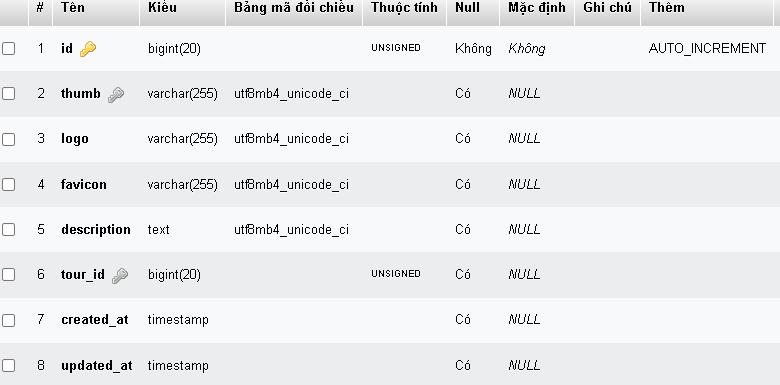 # Tên Kiểu Bảng mã đối chiếu Thuộc tính Null Mặc định Ghi chú Thêm
1 id bigint(20) UNSIGNED Không Không AUTO_INCREMENT
2 thumb varchar(255) utf8mb4_unicode_ci Có NULL
3 logo varchar(255) utf8mb4_unicode_ci Có NULL
4 favicon varchar(255) utf8mb4_unicode_ci Có NULL
5 description text utf8mb4_unicode_ci Có NULL
6 tour_id bigint(20) UNSIGNED Có NULL
7 created_at timestamp Có NULL
8 updated_at timestamp Có NULL